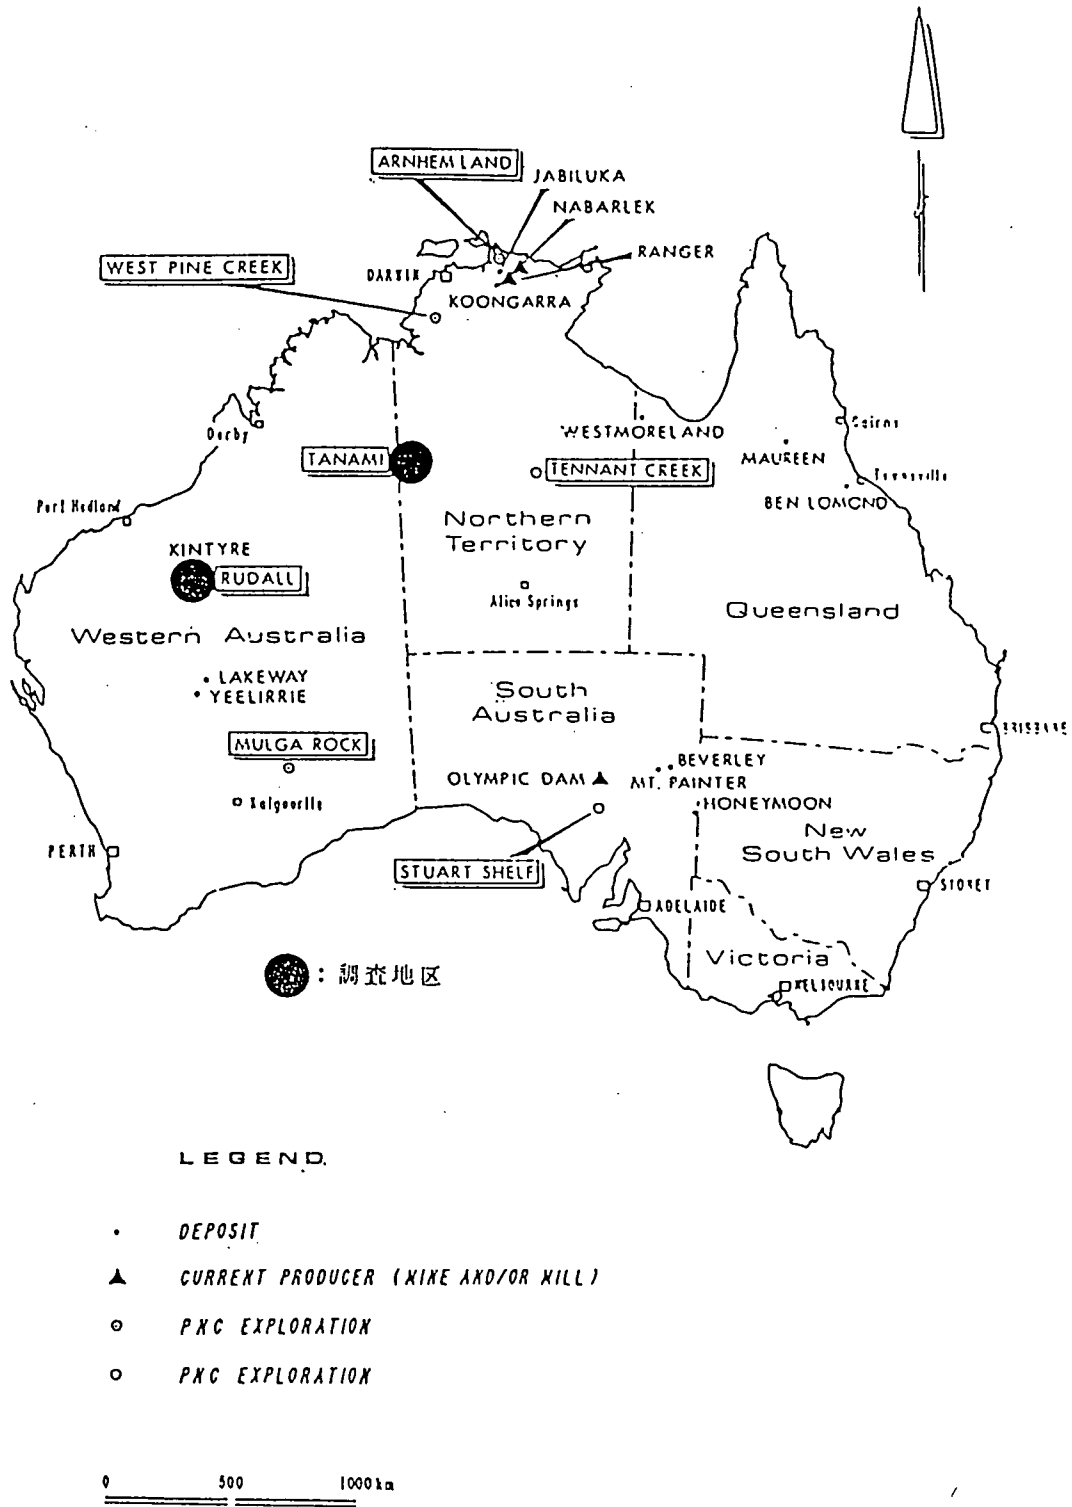 ARNHEM LAND
JABILUKA
NABARLEK
RANGER
WEST PINE CREEK
DARWIN
KOONGARRA
Derby
WESTMORELAND
Cairns
MAUREEN
TANAMI
TENNANT CREEK
Townsville
BEN LOMOND
Port Hedland
Northern
Territory
KINTYRE
RUDALL
Alice Springs
Queensland
Western Australia
LAKEWAY
YEELIRRIE
South
Australia
BRISBANE
MULGA ROCK
BEVERLEY
OLYMPIC DAM
MT. PAINTER
HONEYMOON
Kalgoorlie
New
South Wales
PERTH
STUART SHELF
SYDNEY
ADELAIDE
Victoria
MELBOURNE
: 調査地区
LEGEND
DEPOSIT
CURRENT PRODUCER (MINE AND/OR MILL)
PNC EXPLORATION
PNC EXPLORATION
0 500 1000km